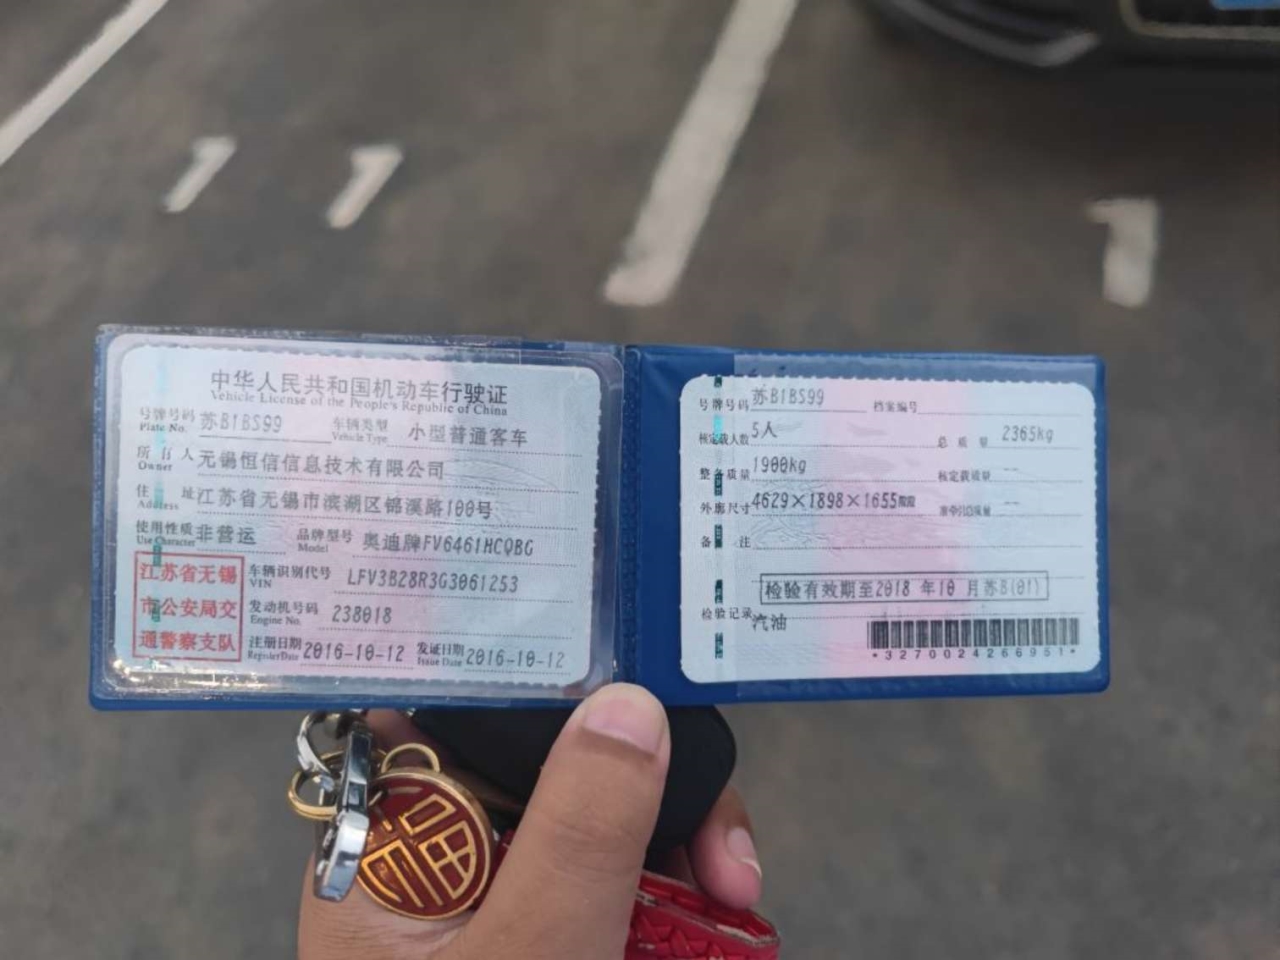 1
1
1
中华人民共和国机动车行驶证
Vehicle License of the People's Republic of China
号牌号码 苏B1BS99 车辆类型 小型普通客车
Plate No. Vehicle Type
所有人 无锡恒信信息技术有限公司
Owner
住址 江苏省无锡市滨湖区锦溪路100号
Address
使用性质 非营运 品牌型号 奥迪牌FV6461HCQBG
Use Character Model
江苏省无锡
市公安局交
通警察支队
车辆识别代号 LFV3B28R3G3061253
VIN
发动机号码 238018
Engine No.
注册日期 2016-10-12 发证日期 2016-10-12
Register Date Issue Date
号牌号码 苏B1BS99 档案编号
核定载人数 5人 总质量 2365kg
整备质量 1900kg 核定载质量 --
外廓尺寸 4629×1898×1655mm 准牵引总质量 --
备注
检验有效期至2018 年10 月苏B(01)
检验记录
汽油
*3270024266951*
福